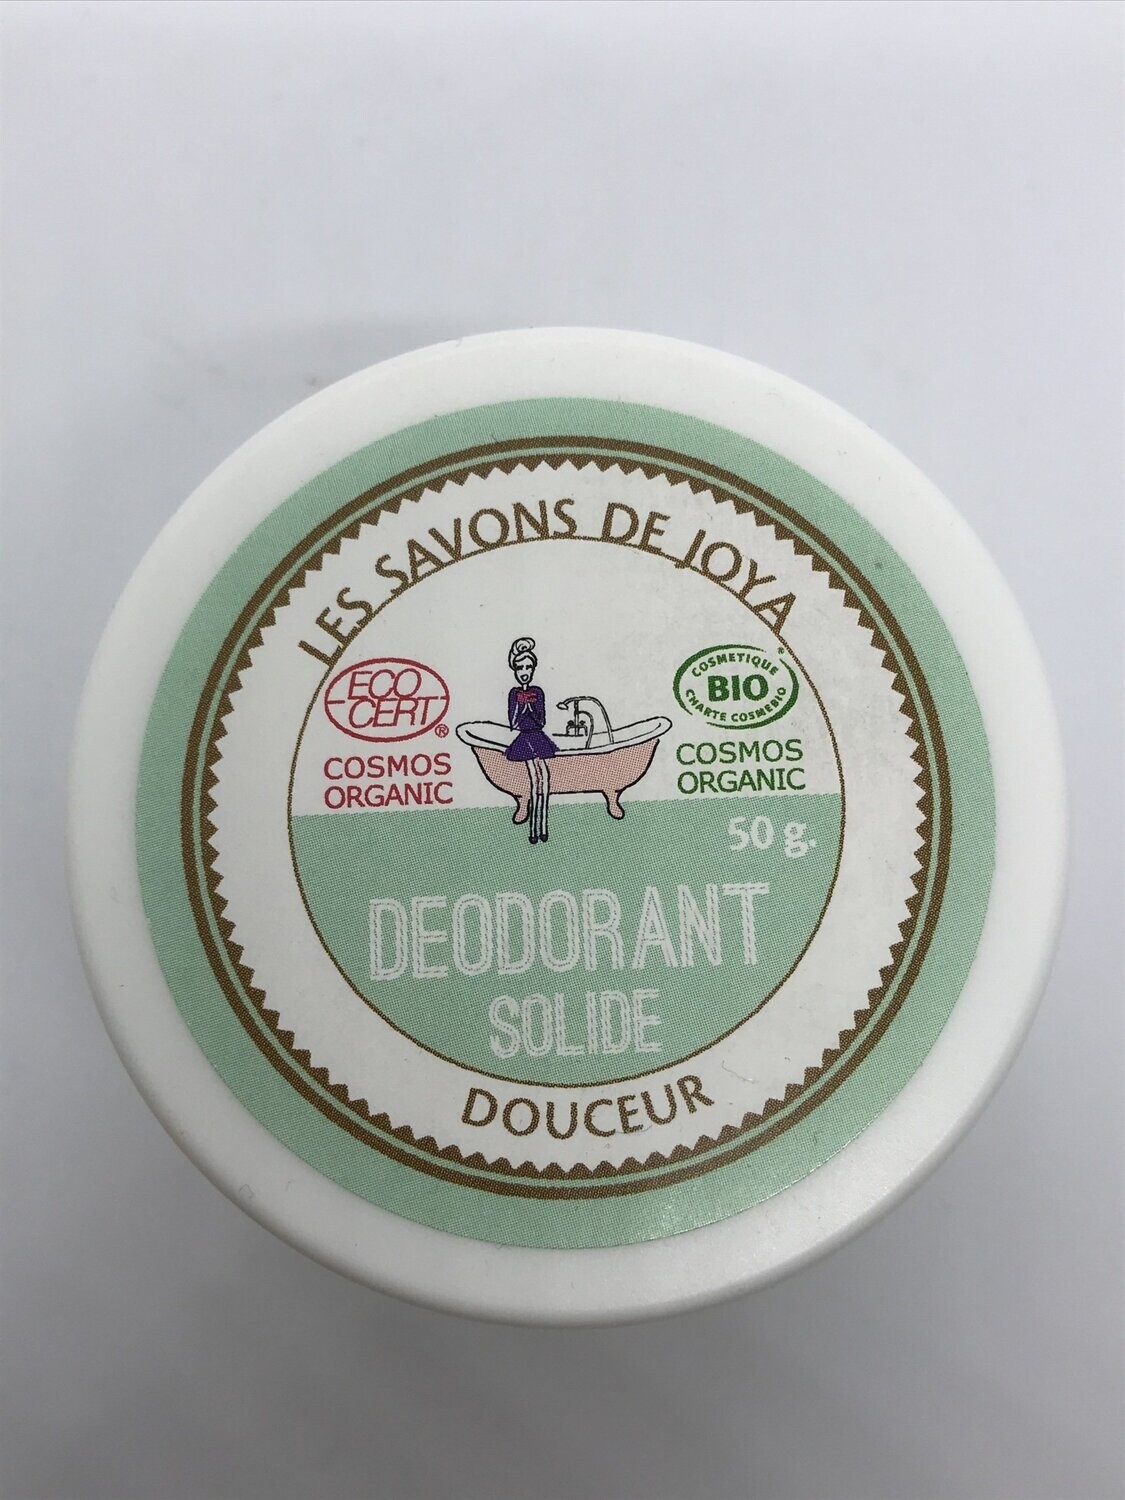 LES SAVONS DE JOYA
ECO
CERT®
COSMOS
ORGANIC
COSMETIQUE
BIO
CHARTE COSMEBIO
COSMOS
ORGANIC
50 g.
DEODORANT
SOLIDE
DOUCEUR